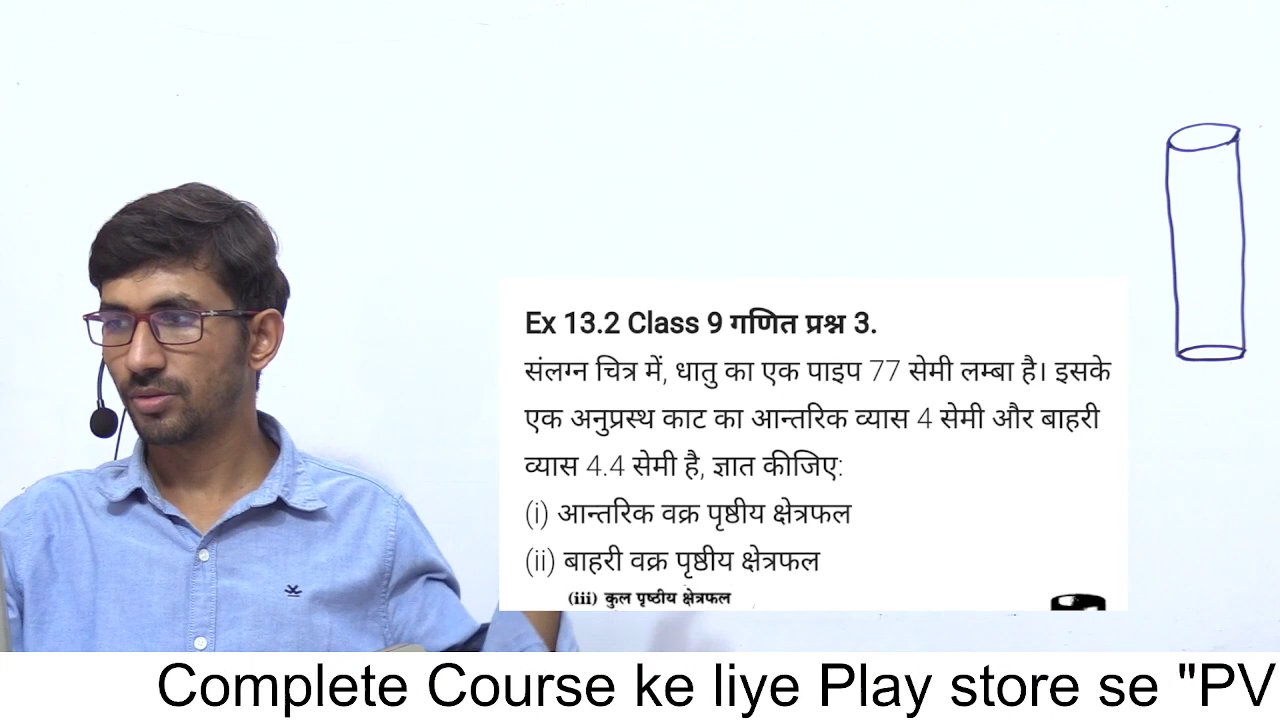 Ex 13.2 Class 9 गणित प्रश्न 3.
संलग्न चित्र में, धातु का एक पाइप 77 सेमी लम्बा है। इसके
एक अनुप्रस्थ काट का आन्तरिक व्यास 4 सेमी और बाहरी
व्यास 4.4 सेमी है, ज्ञात कीजिए:
(i) आन्तरिक वक्र पृष्ठीय क्षेत्रफल
(ii) बाहरी वक्र पृष्ठीय क्षेत्रफल
(iii) कुल पृष्ठीय क्षेत्रफल
Complete Course ke liye Play store se "PV